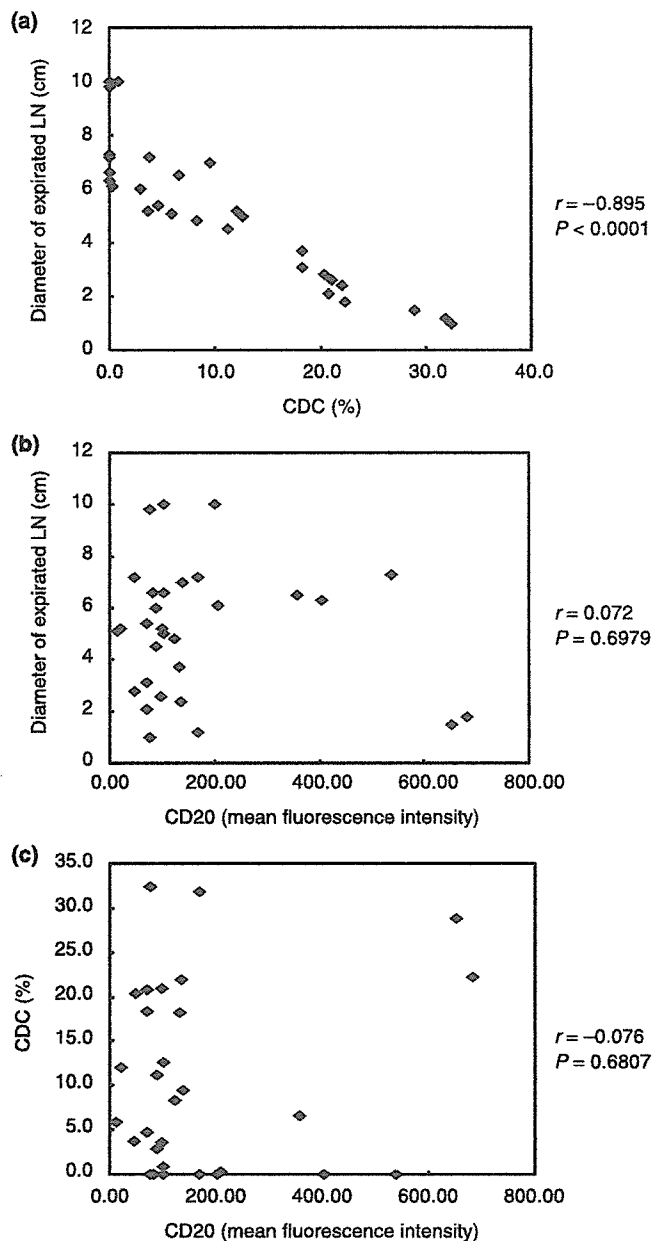 (a)
Diameter of expirated LN (cm)
12
10
8
6
4
2
0
0.0 10.0 20.0 30.0 40.0
CDC (%)
r = −0.895
P < 0.0001
(b)
Diameter of expirated LN (cm)
12
10
8
6
4
2
0
0.00 200.00 400.00 600.00 800.00
CD20 (mean fluorescence intensity)
r = 0.072
P = 0.6979
(c)
CDC (%)
35.0
30.0
25.0
20.0
15.0
10.0
5.0
0.0
0.00 200.00 400.00 600.00 800.00
CD20 (mean fluorescence intensity)
r = −0.076
P = 0.6807